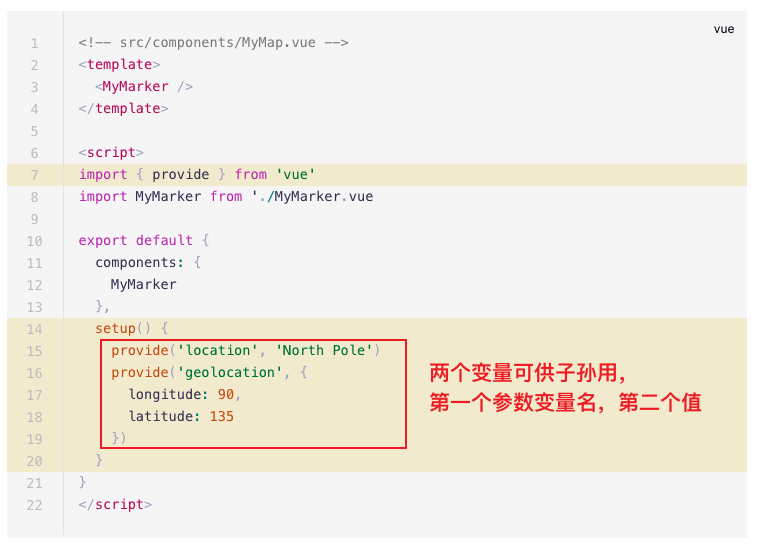 vue
1 <!-- src/components/MyMap.vue -->
2 <template>
3   <MyMarker />
4 </template>
5
6 <script>
7 import { provide } from 'vue'
8 import MyMarker from './MyMarker.vue
9
10 export default {
11   components: {
12     MyMarker
13   },
14   setup() {
15     provide('location', 'North Pole')
16     provide('geolocation', {
17       longitude: 90,
18       latitude: 135
19     })
20   }
21 }
22 </script>
两个变量可供子孙用，
第一个参数变量名，第二个值